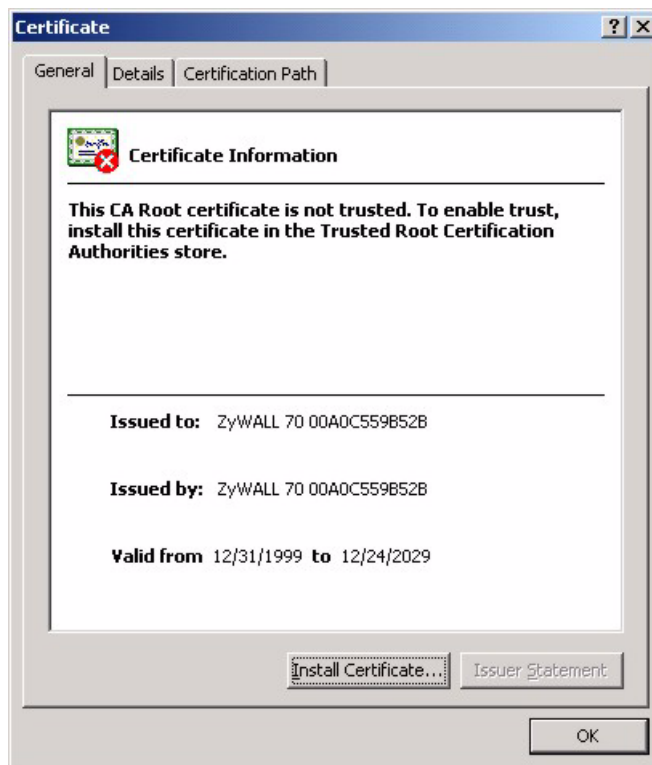 Certificate
General Details Certification Path
Certificate Information
This CA Root certificate is not trusted. To enable trust,
install this certificate in the Trusted Root Certification
Authorities store.
Issued to: ZyWALL 70 00A0C559B52B
Issued by: ZyWALL 70 00A0C559B52B
Valid from 12/31/1999 to 12/24/2029
Install Certificate... Issuer Statement
OK